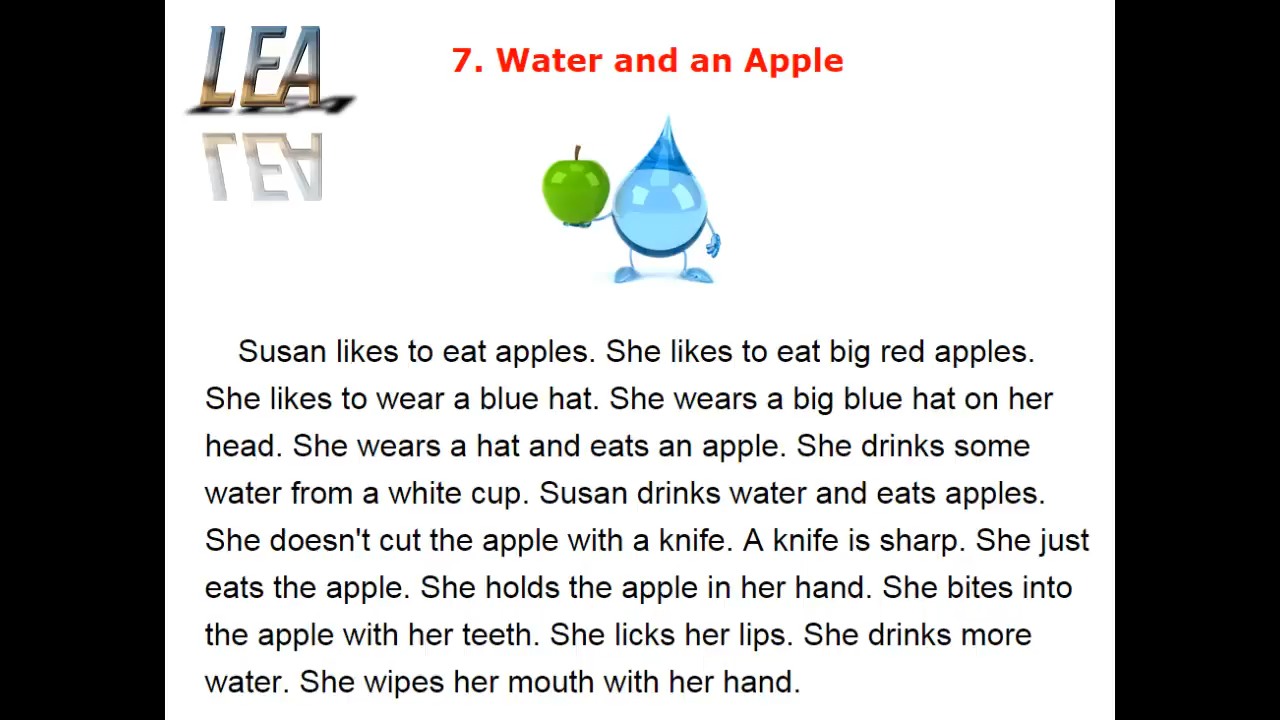 LEA
7. Water and an Apple
Susan likes to eat apples. She likes to eat big red apples.
She likes to wear a blue hat. She wears a big blue hat on her
head. She wears a hat and eats an apple. She drinks some
water from a white cup. Susan drinks water and eats apples.
She doesn't cut the apple with a knife. A knife is sharp. She just
eats the apple. She holds the apple in her hand. She bites into
the apple with her teeth. She licks her lips. She drinks more
water. She wipes her mouth with her hand.